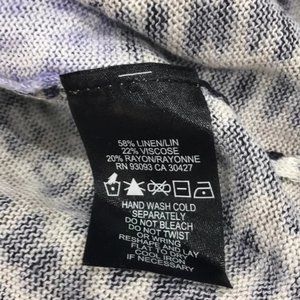 58% LINEN/LIN
22% VISCOSE
20% RAYON/RAYONNE
RN 93093 CA 30427
HAND WASH COLD
SEPARATELY
DO NOT BLEACH
DO NOT TWIST
OR WRING
RESHAPE AND LAY
FLAT TO DRY
COOL IRON
IF NECESSARY